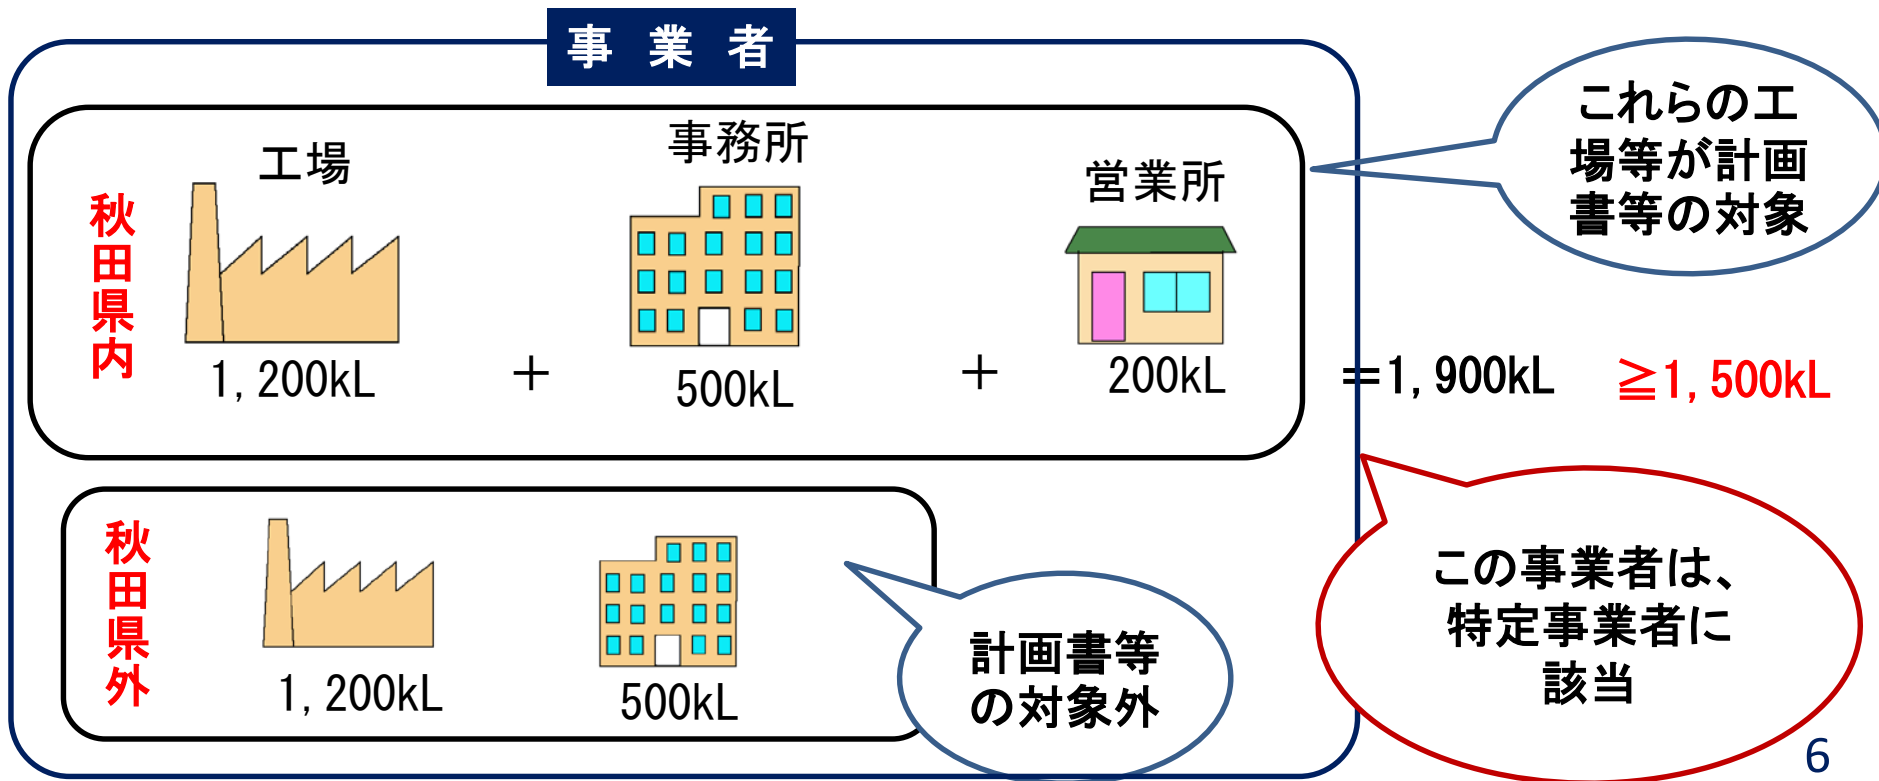 事 業 者
秋田県内
工場
事務所
営業所
1,200kL
+
500kL
+
200kL
=1,900kL
≧1,500kL
これらの工
場等が計画
書等の対象
秋田県外
1,200kL
500kL
計画書等
の対象外
この事業者は、
特定事業者に
該当
6